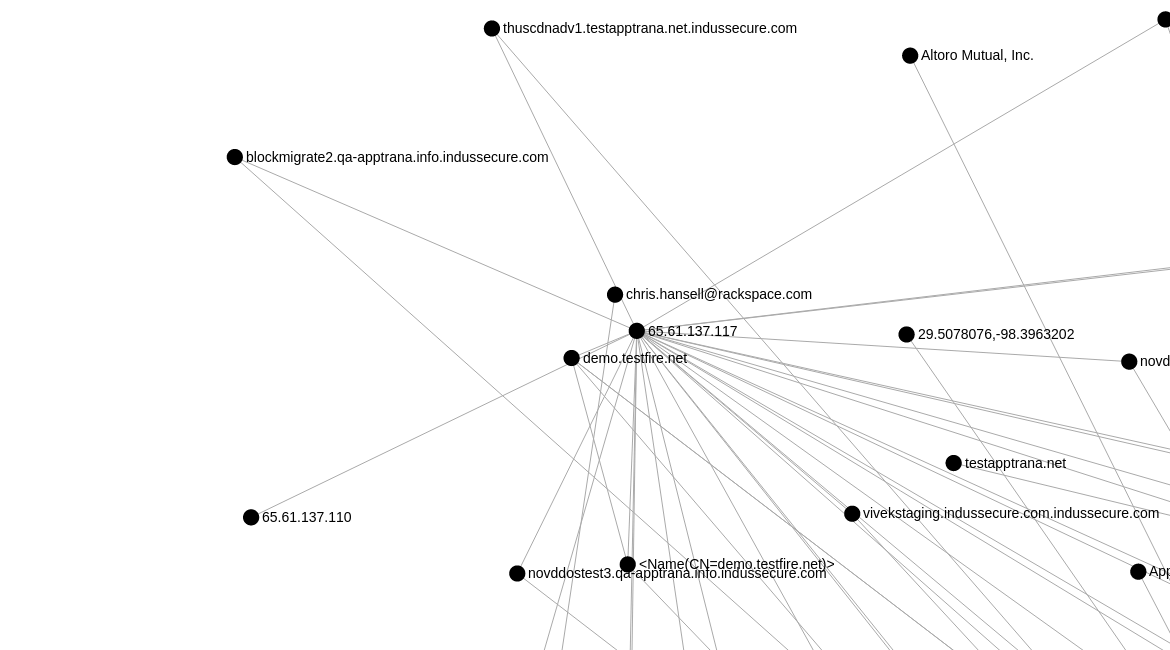 thuscdnadv1.testapptrana.net.indussecure.com
Altoro Mutual, Inc.
blockmigrate2.qa-apptrana.info.indussecure.com
chris.hansell@rackspace.com
65.61.137.117
29.5078076,-98.3963202
demo.testfire.net
novd
testapptrana.net
vivekstaging.indussecure.com.indussecure.com
65.61.137.110
<Name(CN=demo.testfire.net)>
novddostest3.qa-apptrana.info.indussecure.com
App